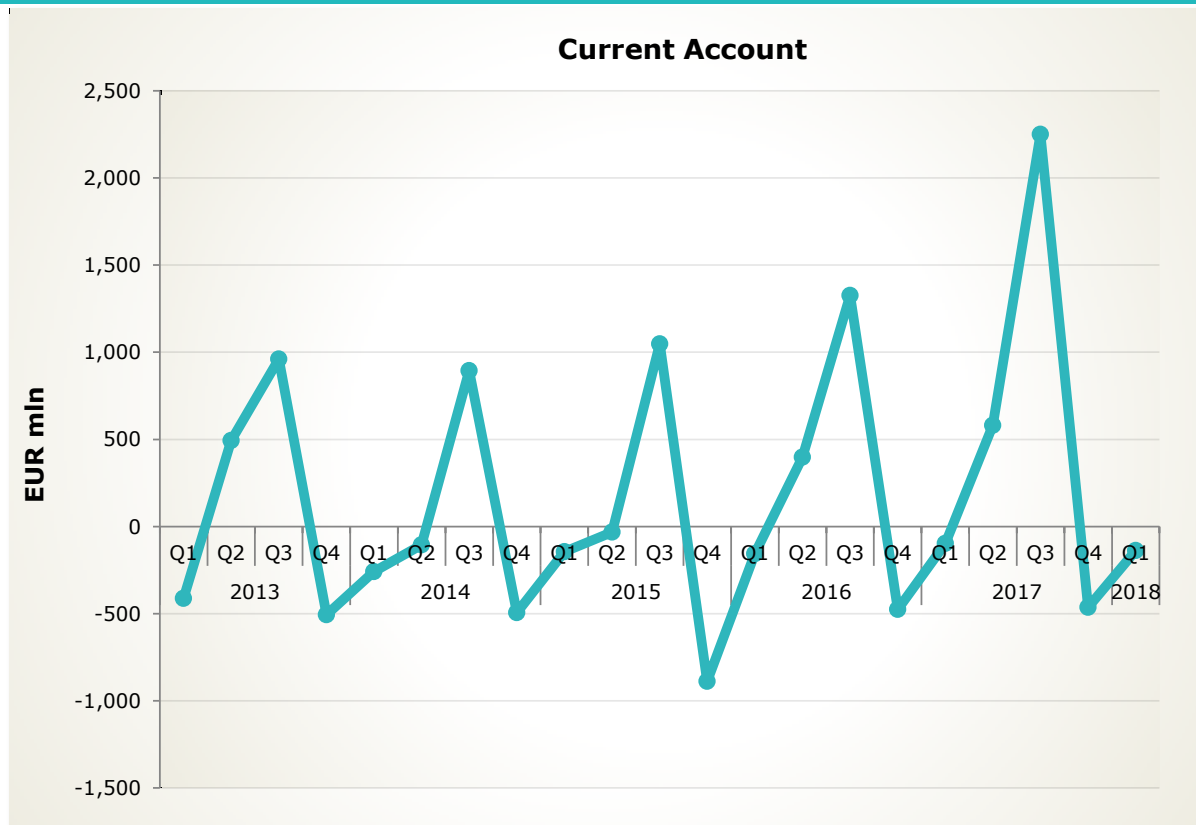 Current Account
EUR mln
2,500
2,000
1,500
1,000
500
0
-500
-1,000
-1,500
Q1 Q2 Q3 Q4 Q1 Q2 Q3 Q4 Q1 Q2 Q3 Q4 Q1 Q2 Q3 Q4 Q1 Q2 Q3 Q4 Q1
2013 2014 2015 2016 2017 2018